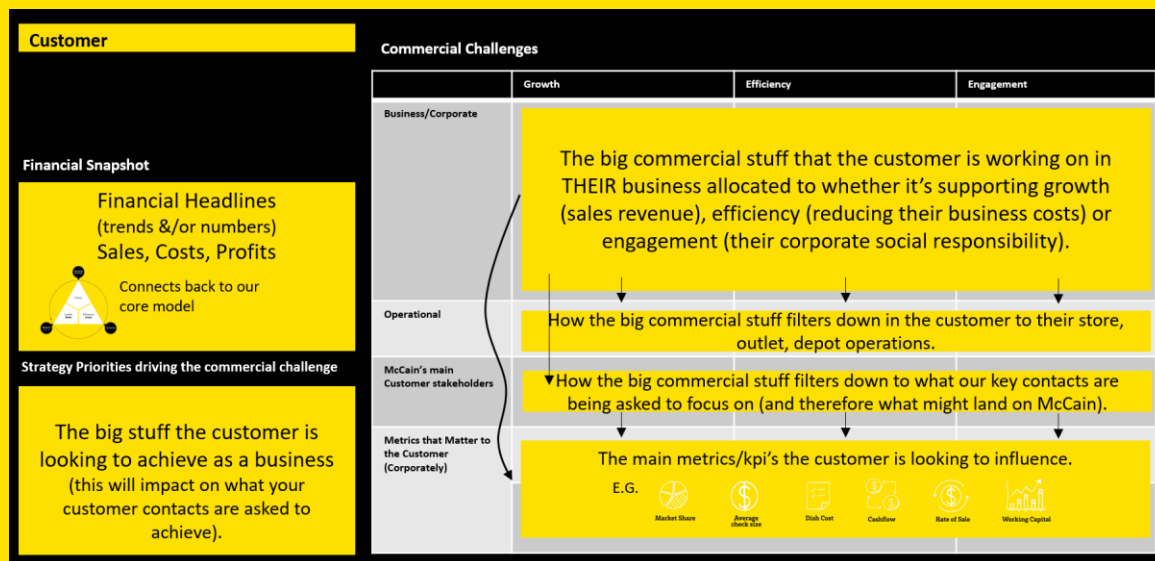 Customer
Financial Snapshot
Financial Headlines
(trends &/or numbers)
Sales, Costs, Profits
Connects back to our
core model
Strategy Priorities driving the commercial challenge
The big stuff the customer is
looking to achieve as a business
(this will impact on what your
customer contacts are asked to
achieve).
Commercial Challenges
Growth
Efficiency
Engagement
Business/Corporate
The big commercial stuff that the customer is working on in
THEIR business allocated to whether it's supporting growth
(sales revenue), efficiency (reducing their business costs) or
engagement (their corporate social responsibility).
Operational
How the big commercial stuff filters down in the customer to their store,
outlet, depot operations.
McCain's main
Customer stakeholders
How the big commercial stuff filters down to what our key contacts are
being asked to focus on (and therefore what might land on McCain).
Metrics that Matter to
the Customer
(Corporately)
The main metrics/kpi's the customer is looking to influence.
E.G.
Market Share
Average
check size
Dish Cost
Cashflow
Rate of Sale
Working Capital